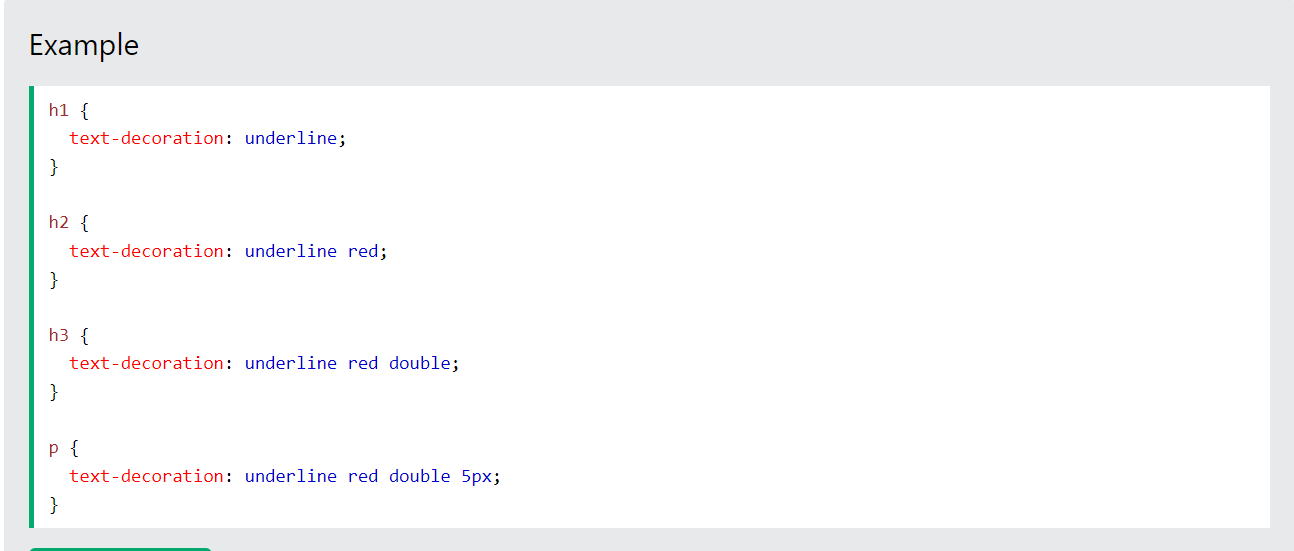 Example
h1 {
  text-decoration: underline;
}
h2 {
  text-decoration: underline red;
}
h3 {
  text-decoration: underline red double;
}
p {
  text-decoration: underline red double 5px;
}